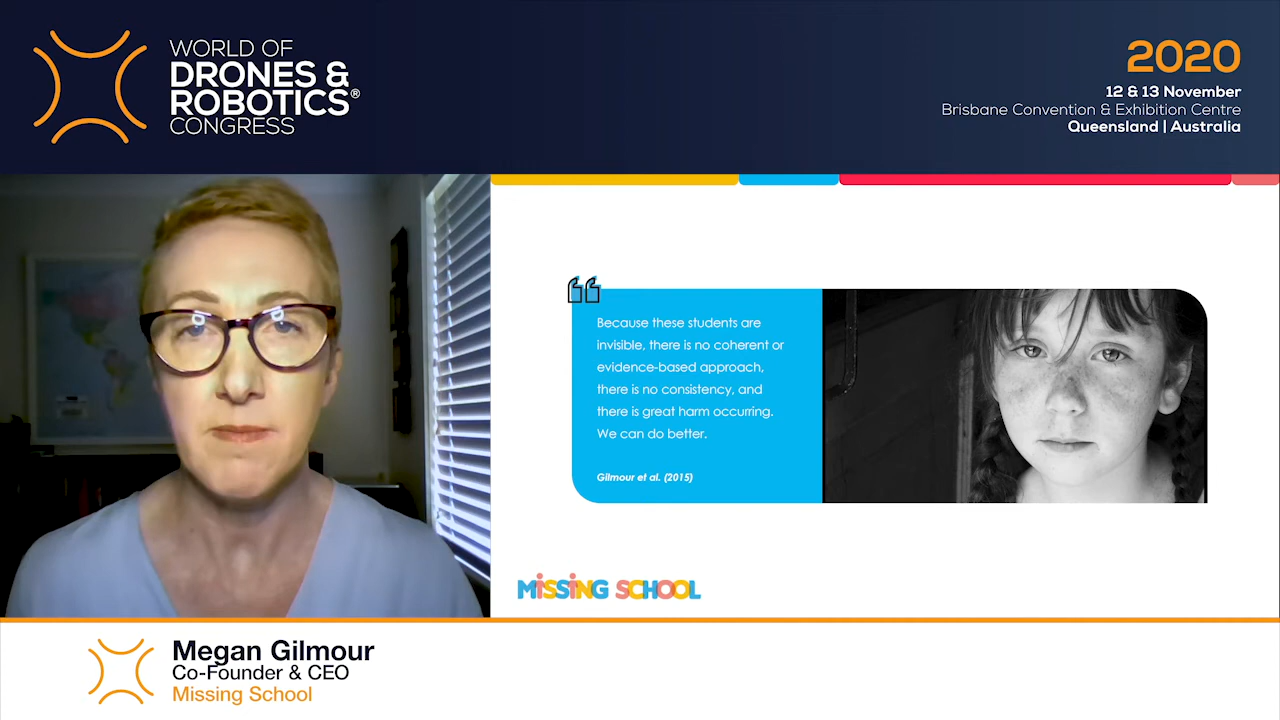 WORLD OF
DRONES &
ROBOTICS®
CONGRESS
2020
12 & 13 November
Brisbane Convention & Exhibition Centre
Queensland | Australia
Because these students are
invisible, there is no coherent or
evidence-based approach,
there is no consistency, and
there is great harm occurring.
We can do better.
Gilmour et al. (2015)
MiSSiNG SCHOOL
Megan Gilmour
Co-Founder & CEO
Missing School